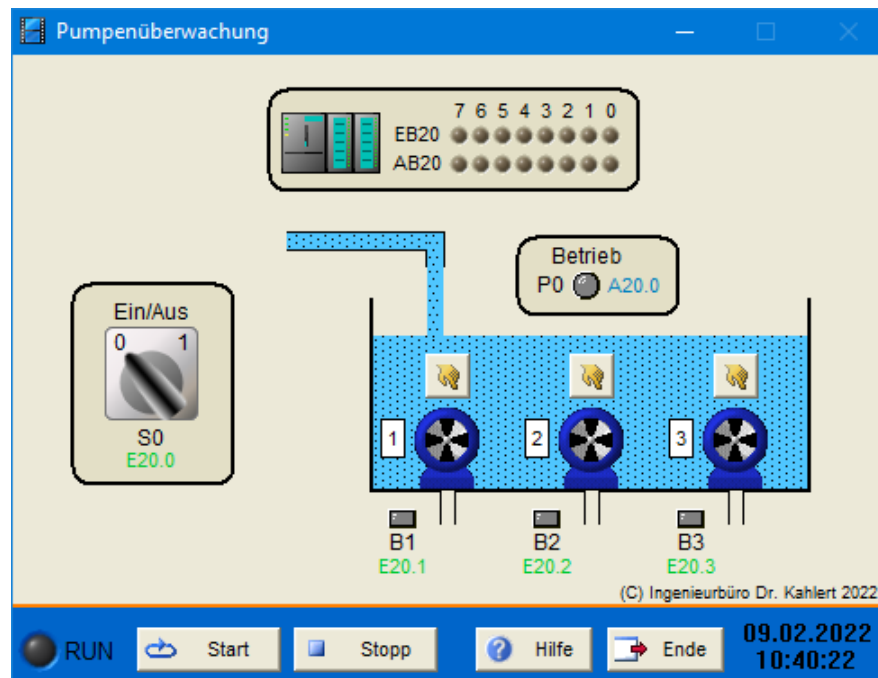 Pumpenüberwachung
7 6 5 4 3 2 1 0
EB20
AB20
Betrieb
P0 A20.0
Ein/Aus
0 1
S0
E20.0
1 2 3
B1 B2 B3
E20.1 E20.2 E20.3
(C) Ingenieurbüro Dr. Kahlert 2022
RUN Start Stopp ? Hilfe Ende
09.02.2022
10:40:22